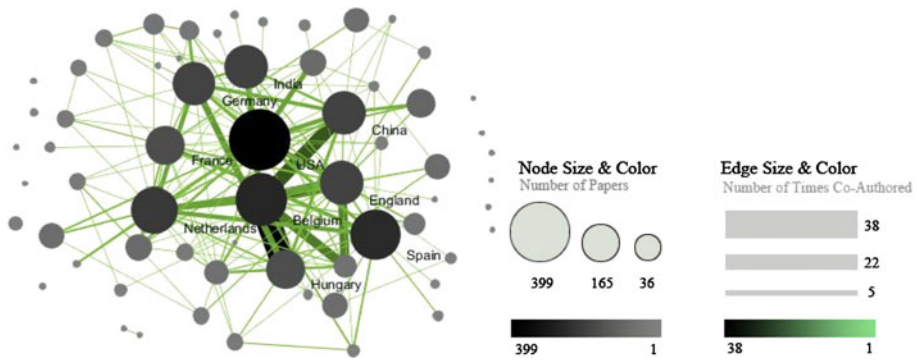 India
Germany
China
USA
France
England
Belgium
Netherlands
Spain
Hungary
Node Size & Color
Number of Papers
399 165 36
399 1
Edge Size & Color
Number of Times Co-Authored
38
22
5
38 1